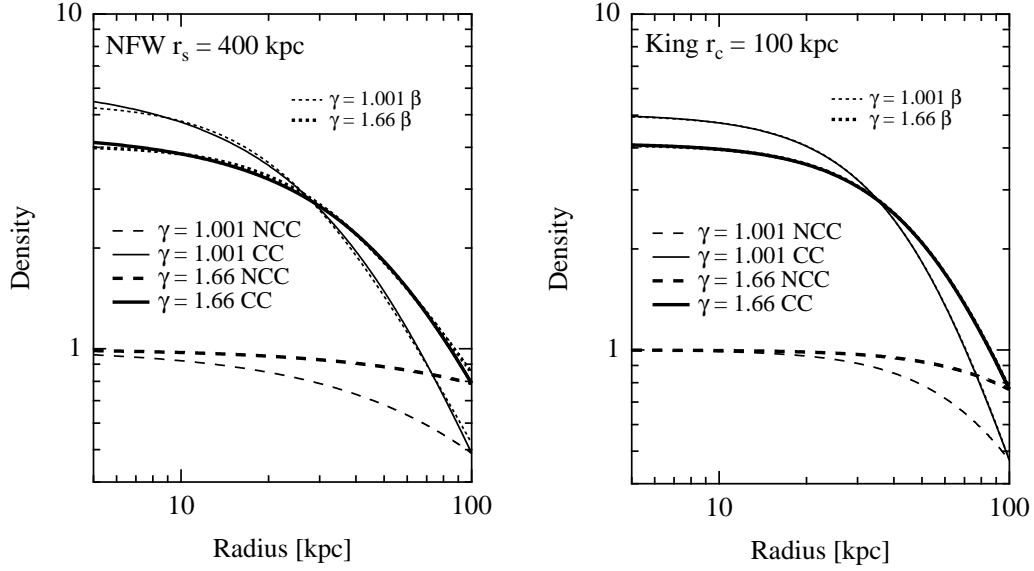 10
NFW r_s = 400 kpc
γ = 1.001 β
γ = 1.66 β
Density
γ = 1.001 NCC
γ = 1.001 CC
γ = 1.66 NCC
γ = 1.66 CC
1
10
100
Radius [kpc]
10
King r_c = 100 kpc
γ = 1.001 β
γ = 1.66 β
Density
γ = 1.001 NCC
γ = 1.001 CC
γ = 1.66 NCC
γ = 1.66 CC
1
10
100
Radius [kpc]